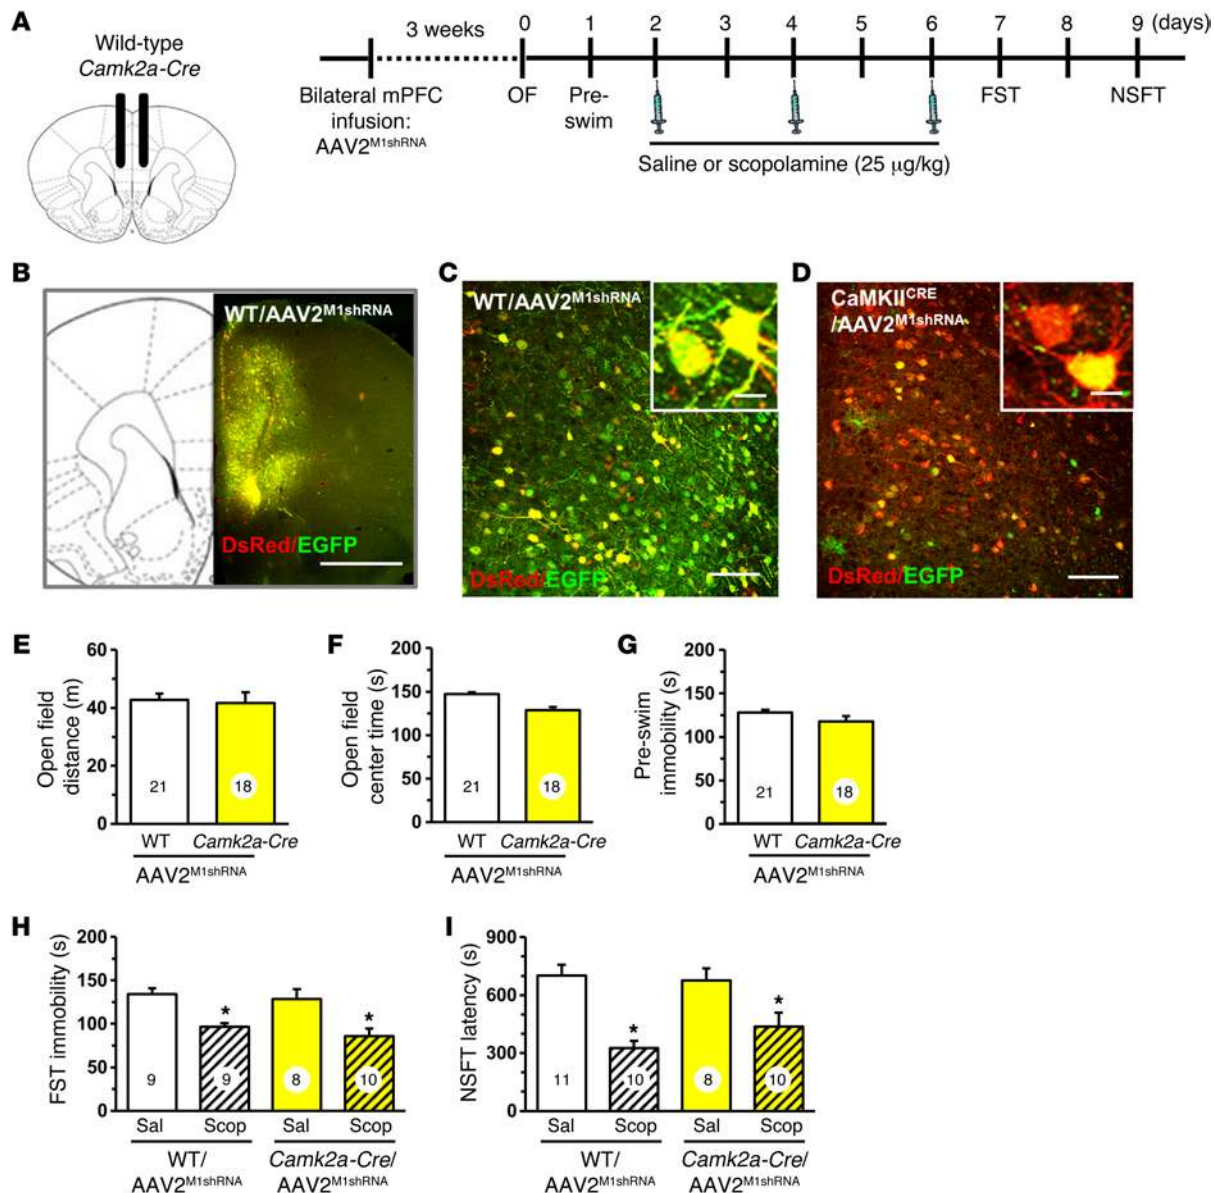 A
Wild-type
Camk2a-Cre
3 weeks
0 1 2 3 4 5 6 7 8 9 (days)
Bilateral mPFC
infusion:
AAV2M1shRNA
OF
Pre-
swim
FST
NSFT
Saline or scopolamine (25 μg/kg)
B
WT/AAV2M1shRNA
DsRed/EGFP
C
WT/AAV2M1shRNA
DsRed/EGFP
D
CaMKIICRE
/AAV2M1shRNA
DsRed/EGFP
E
Open field
distance (m)
60
40
20
0
21
18
WT Camk2a-Cre
AAV2M1shRNA
F
Open field
center time (s)
200
150
100
50
0
21
18
WT Camk2a-Cre
AAV2M1shRNA
G
Pre-swim
immobility (s)
200
150
100
50
0
21
18
WT Camk2a-Cre
AAV2M1shRNA
H
FST immobility (s)
200
150
100
50
0
9
*
9
8
*
10
Sal Scop Sal Scop
WT/
AAV2M1shRNA
Camk2a-Cre/
AAV2M1shRNA
I
NSFT latency (s)
900
600
300
0
11
*
10
8
*
10
Sal Scop Sal Scop
WT/
AAV2M1shRNA
Camk2a-Cre/
AAV2M1shRNA